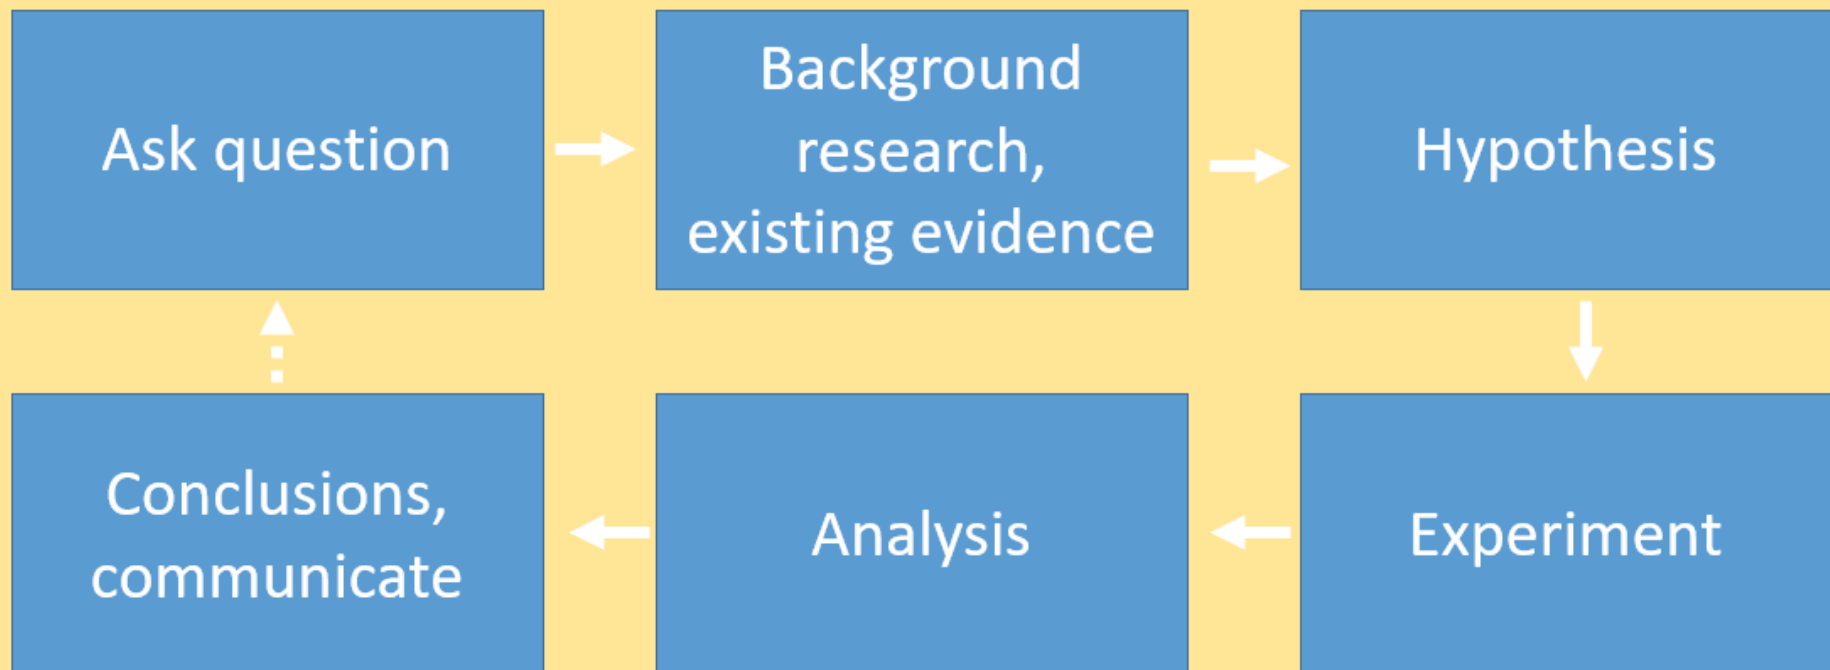 Ask question
Background
research,
existing evidence
Hypothesis
Conclusions,
communicate
Analysis
Experiment